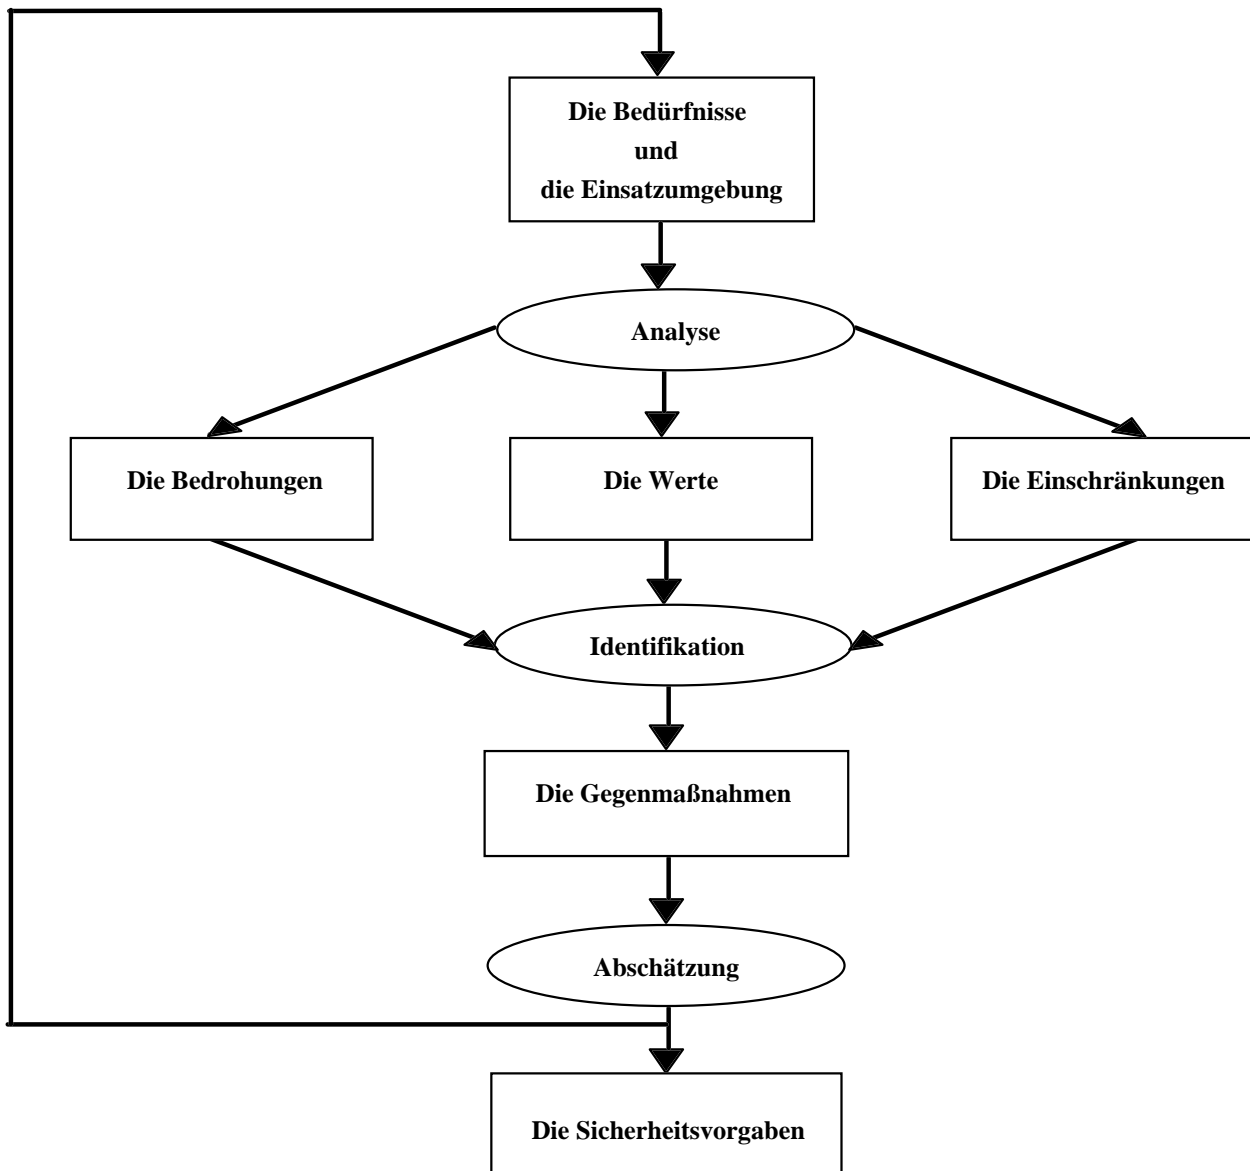 Die Bedürfnisse
und
die Einsatzumgebung
Analyse
Die Bedrohungen
Die Werte
Die Einschränkungen
Identifikation
Die Gegenmaßnahmen
Abschätzung
Die Sicherheitsvorgaben